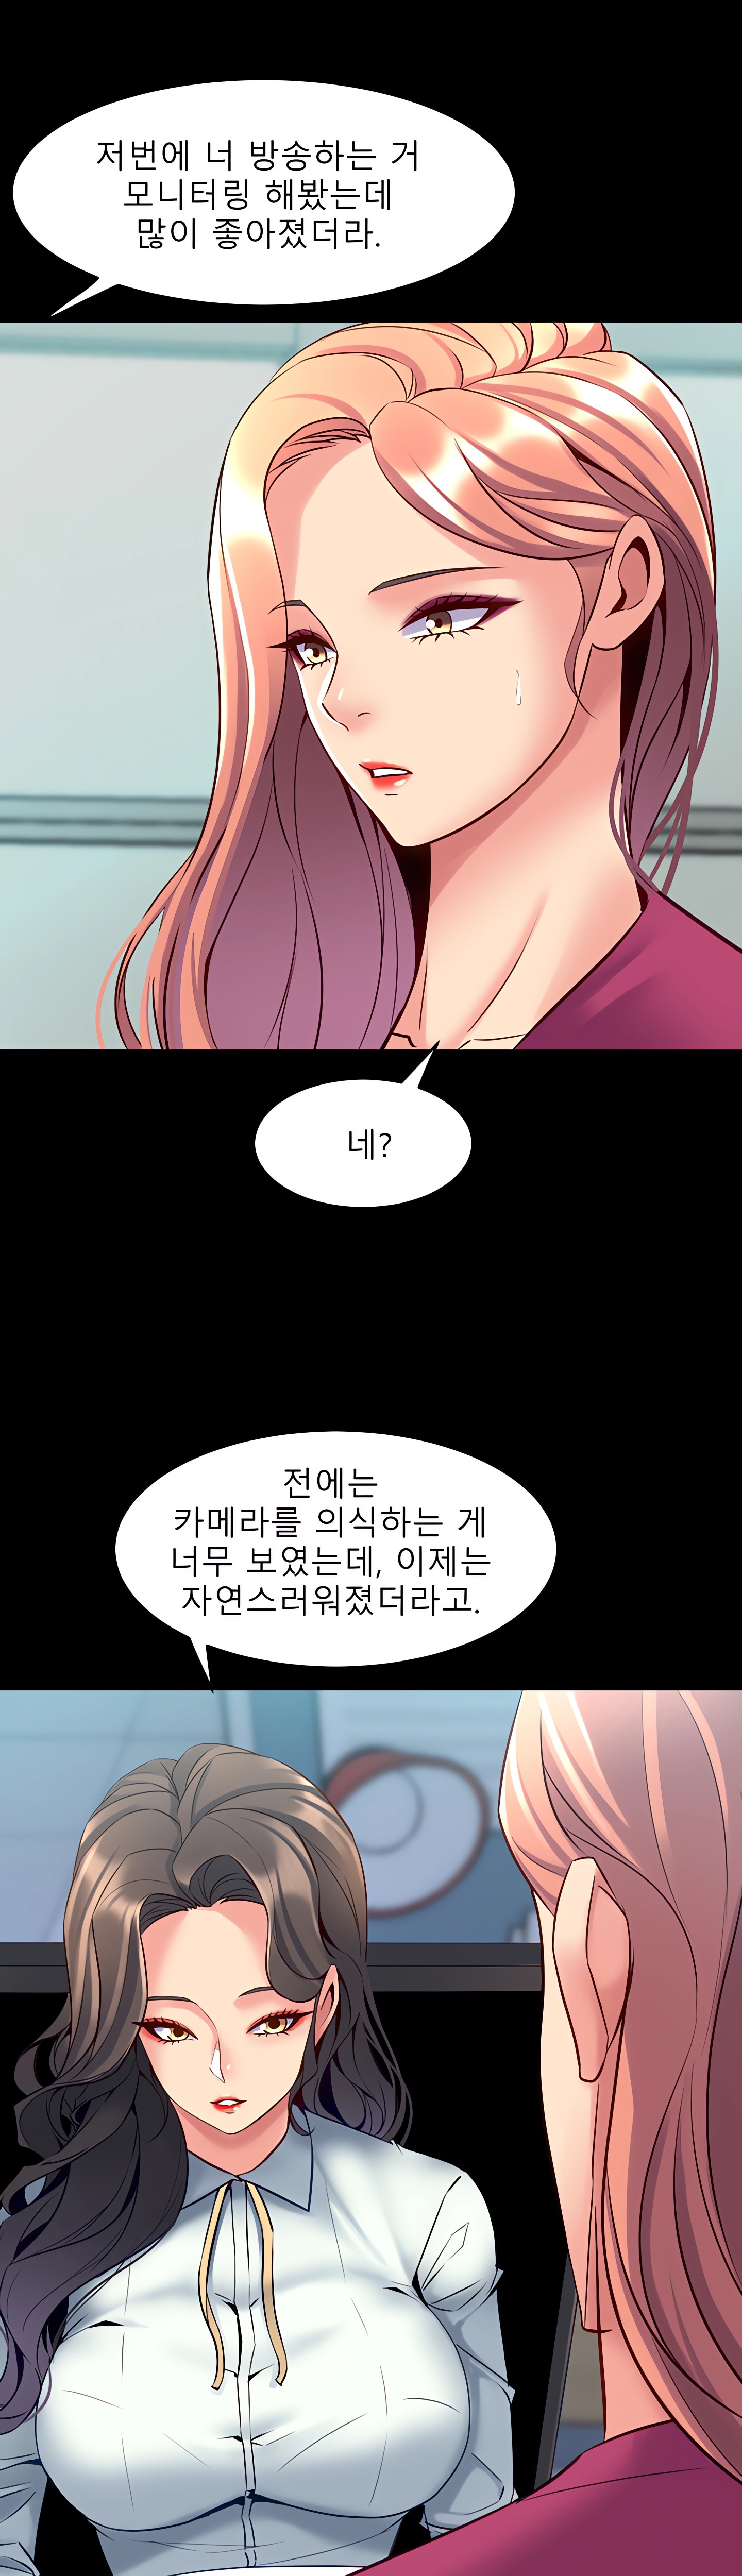 저번에 너 방송하는 거
모니터링 해봤는데
많이 좋아졌더라.
네?
전에는
카메라를 의식하는 게
너무 보였는데, 이제는
자연스러워졌더라고.